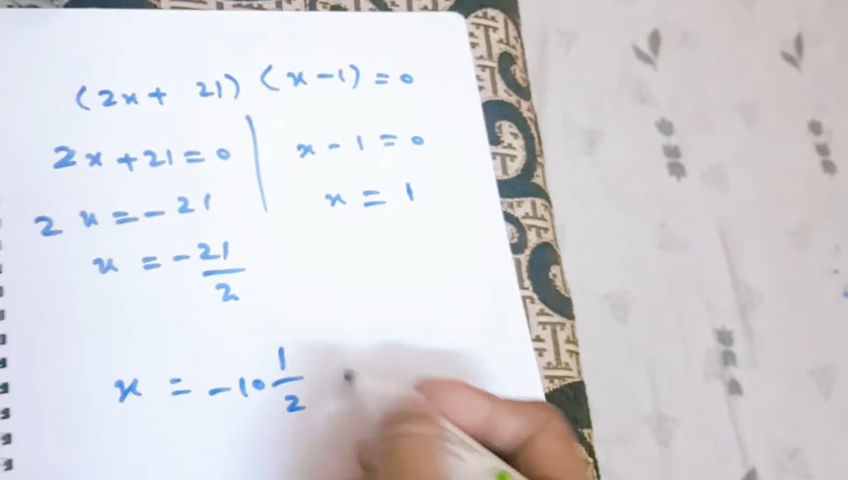 (2x + 21) (x - 1) = 0
2x + 21 = 0 | x - 1 = 0
2x = - 21 | x = 1
x = - 21/2
x = - 10 1/2